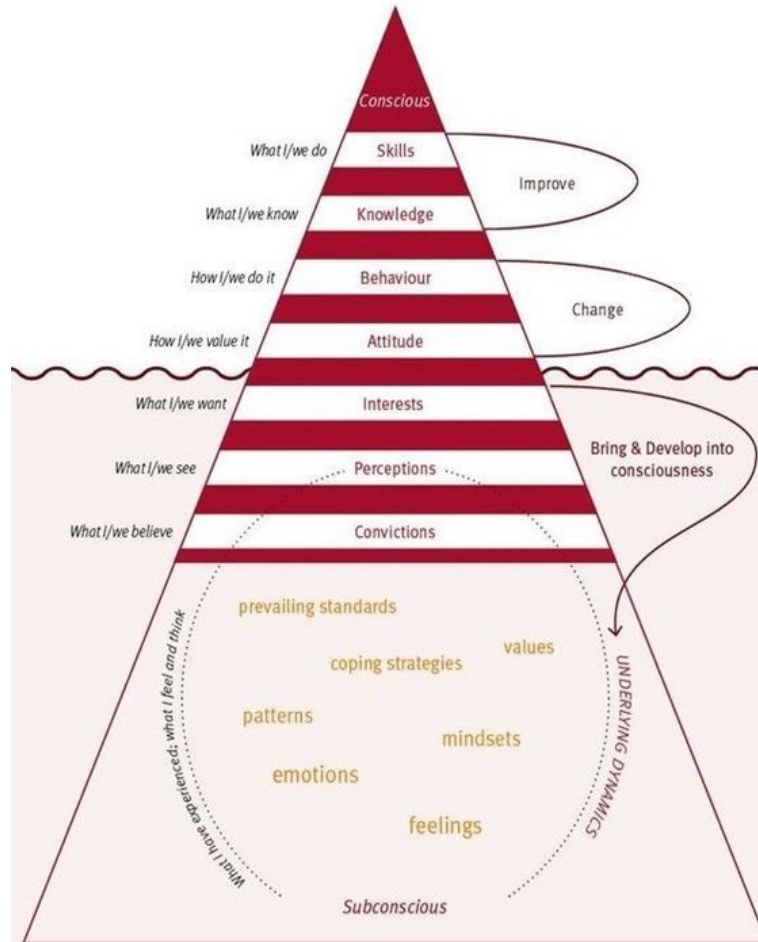 Conscious
What I/we do
Skills
Improve
What I/we know
Knowledge
How I/we do it
Behaviour
Change
How I/we value it
Attitude
What I/we want
Interests
Bring & Develop into
consciousness
What I/we see
Perceptions
What I/we believe
Convictions
prevailing standards
values
coping strategies
patterns
mindsets
emotions
feelings
What I have experienced; what I feel and think
UNDERLYING DYNAMICS
Subconscious